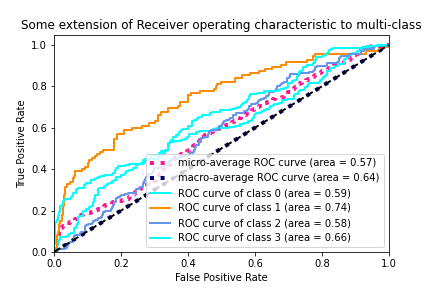 Some extension of Receiver operating characteristic to multi-class
True Positive Rate
1.0
0.8
0.6
0.4
0.2
0.0
micro-average ROC curve (area = 0.57)
macro-average ROC curve (area = 0.64)
ROC curve of class 0 (area = 0.59)
ROC curve of class 1 (area = 0.74)
ROC curve of class 2 (area = 0.58)
ROC curve of class 3 (area = 0.66)
0.0 0.2 0.4 0.6 0.8 1.0
False Positive Rate